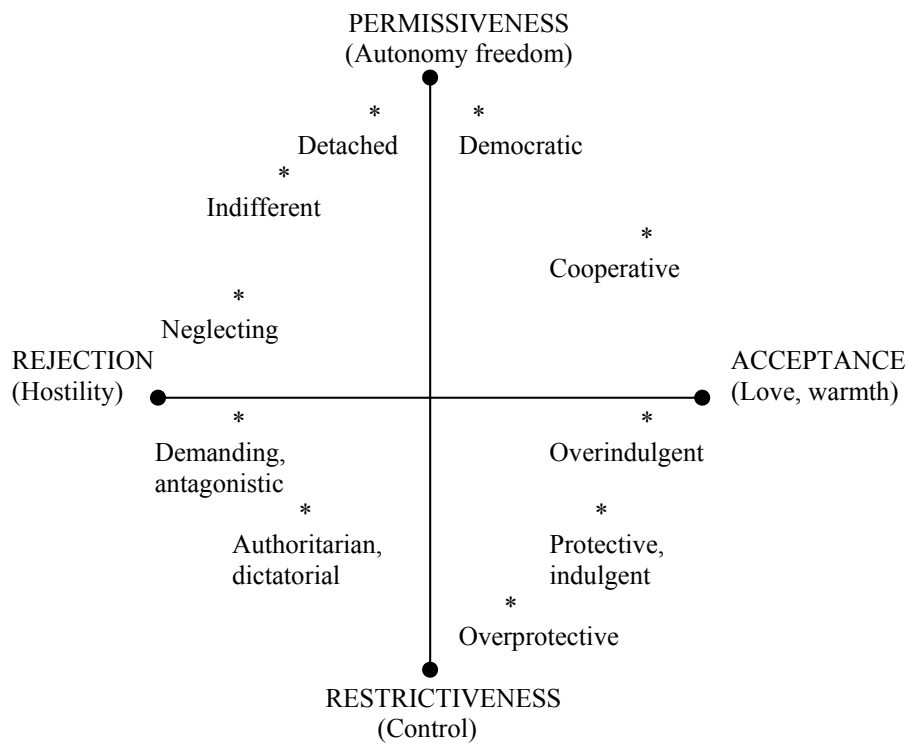 PERMISSIVENESS
(Autonomy freedom)
* *
Detached Democratic
*
Indifferent
*
Cooperative
*
Neglecting
REJECTION
(Hostility)
ACCEPTANCE
(Love, warmth)
* *
Demanding,
antagonistic
Overindulgent
* *
Authoritarian,
dictatorial
Protective,
indulgent
*
Overprotective
RESTRICTIVENESS
(Control)